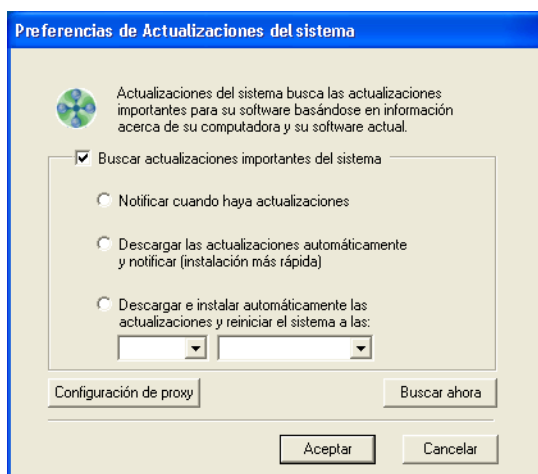 Preferencias de Actualizaciones del sistema
Actualizaciones del sistema busca las actualizaciones
importantes para su software basándose en información
acerca de su computadora y su software actual.
Buscar actualizaciones importantes del sistema
Notificar cuando haya actualizaciones
Descargar las actualizaciones automáticamente
y notificar (instalación más rápida)
Descargar e instalar automáticamente las
actualizaciones y reiniciar el sistema a las:
Configuración de proxy
Buscar ahora
Aceptar
Cancelar